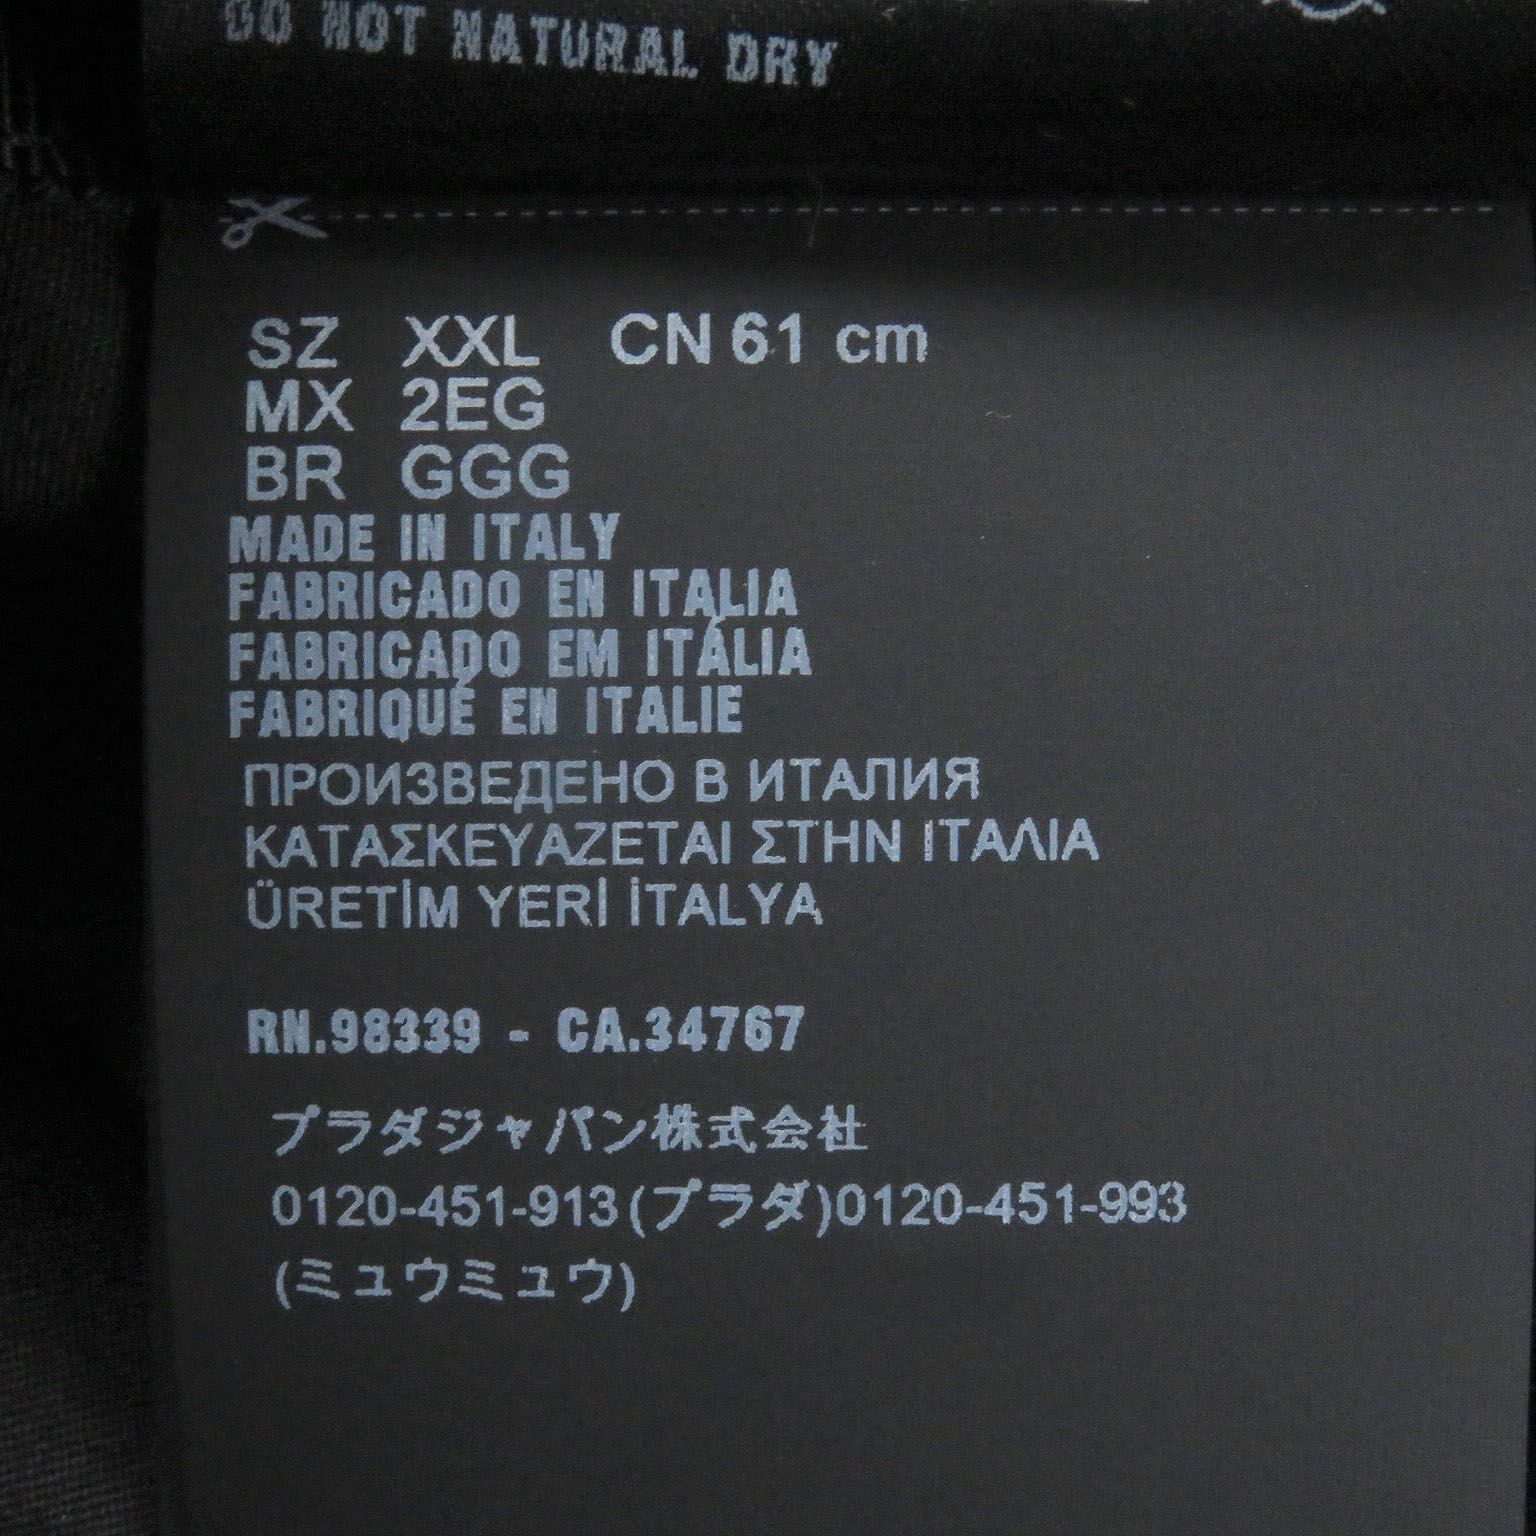 DO NOT NATURAL DRY
SZ XXL CN 61 cm
MX 2EG
BR GGG
MADE IN ITALY
FABRICADO EN ITALIA
FABRICADO EM ITÁLIA
FABRIQUÉ EN ITALIE
ПРОИЗВЕДЕНО В ИТАЛИЯ
ΚΑΤΑΣΚΕΥΑΖΕΤΑΙ ΣΤΗΝ ΙΤΑΛΙΑ
ÜRETİM YERİ İTALYA
RN.98339 - CA.34767
プラダジャパン株式会社
0120-451-913(プラダ)0120-451-993
(ミュウミュウ)